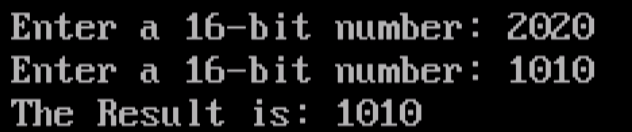 Enter a 16-bit number: 2020
Enter a 16-bit number: 1010
The Result is: 1010